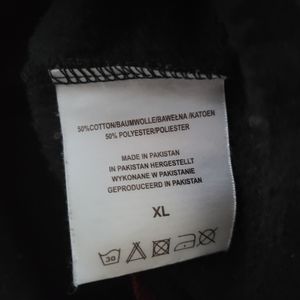 50%COTTON/BAUMWOLLE/BAWEŁNA/KATOEN
50% POLYESTER/POLIESTER
MADE IN PAKISTAN
IN PAKISTAN HERGESTELLT
WYKONANE W PAKISTANIE
GEPRODUCEERD IN PAKISTAN
XL
30